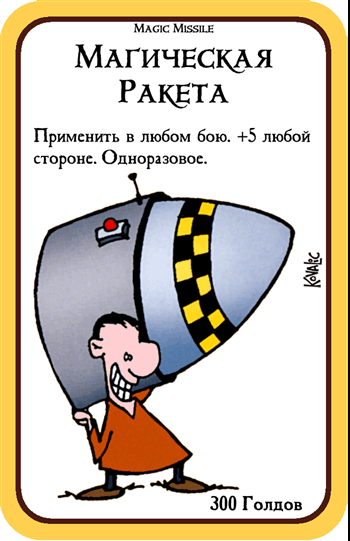 Magic Missile
Магическая
Ракета
Применить в любом бою. +5 любой
стороне. Одноразовое.
Kovalic
300 Голдов